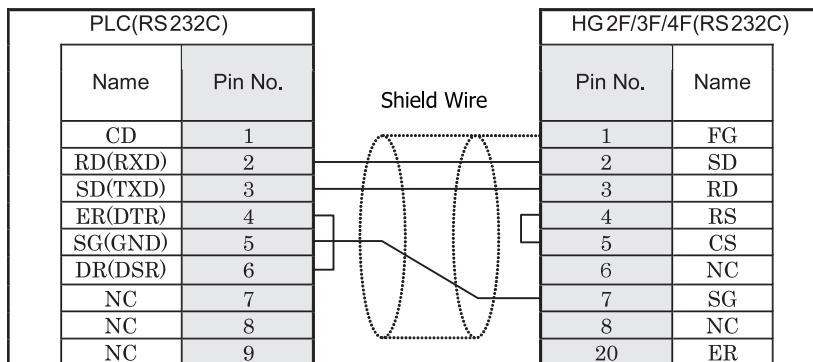 PLC(RS232C)
HG2F/3F/4F(RS232C)
Name Pin No.
Shield Wire
Pin No. Name
CD 1 1 FG
RD(RXD) 2 2 SD
SD(TXD) 3 3 RD
ER(DTR) 4 4 RS
SG(GND) 5 5 CS
DR(DSR) 6 6 NC
NC 7 7 SG
NC 8 8 NC
NC 9 20 ER